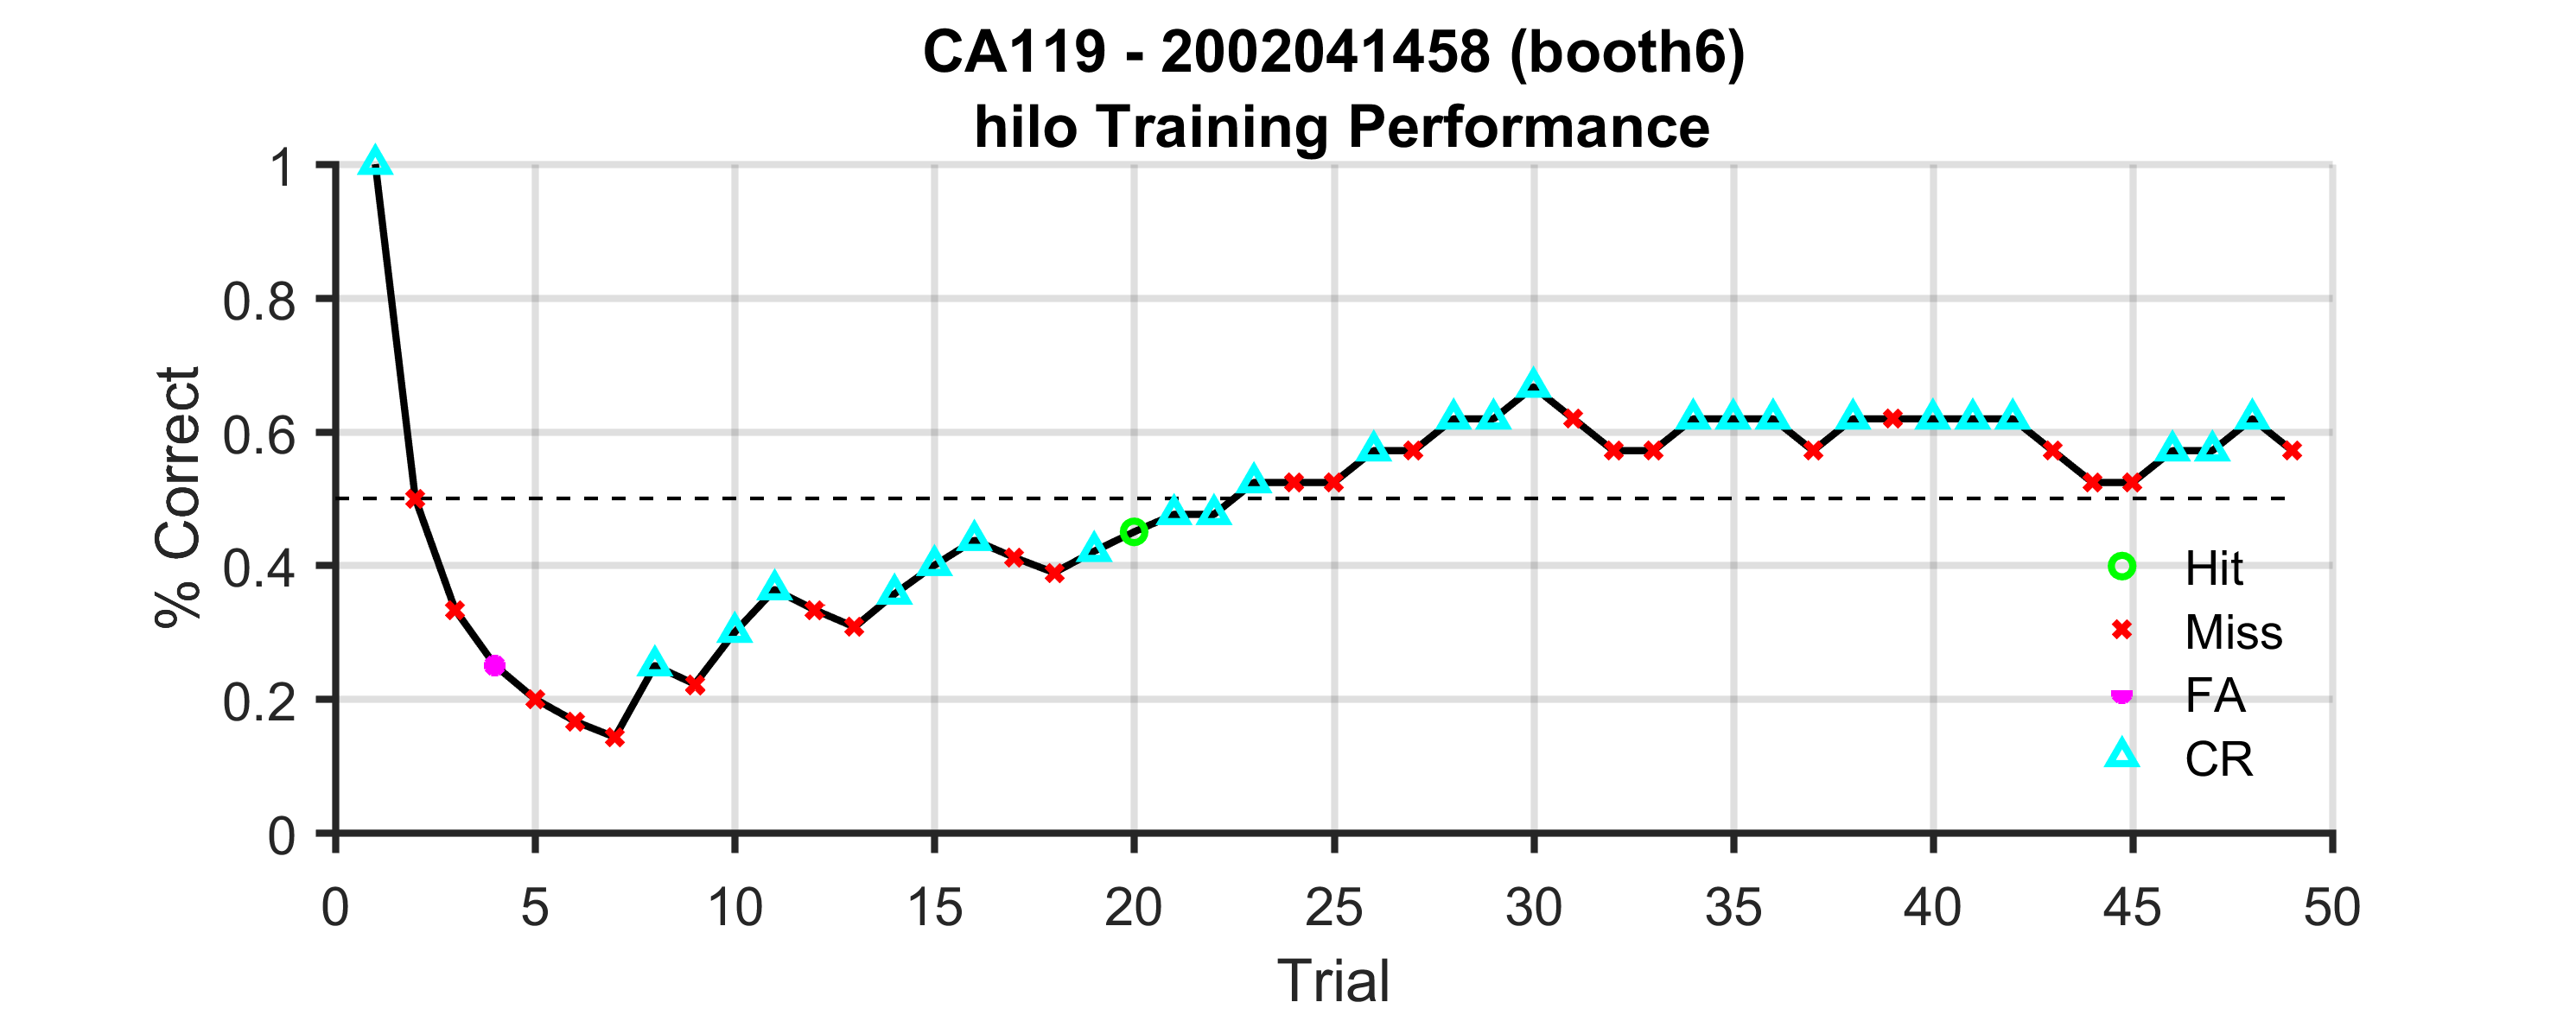 CA119 - 2002041458 (booth6)
hilo Training Performance
% Correct
1
0.8
0.6
0.4
0.2
0
Hit
Miss
FA
CR
0 5 10 15 20 25 30 35 40 45 50
Trial